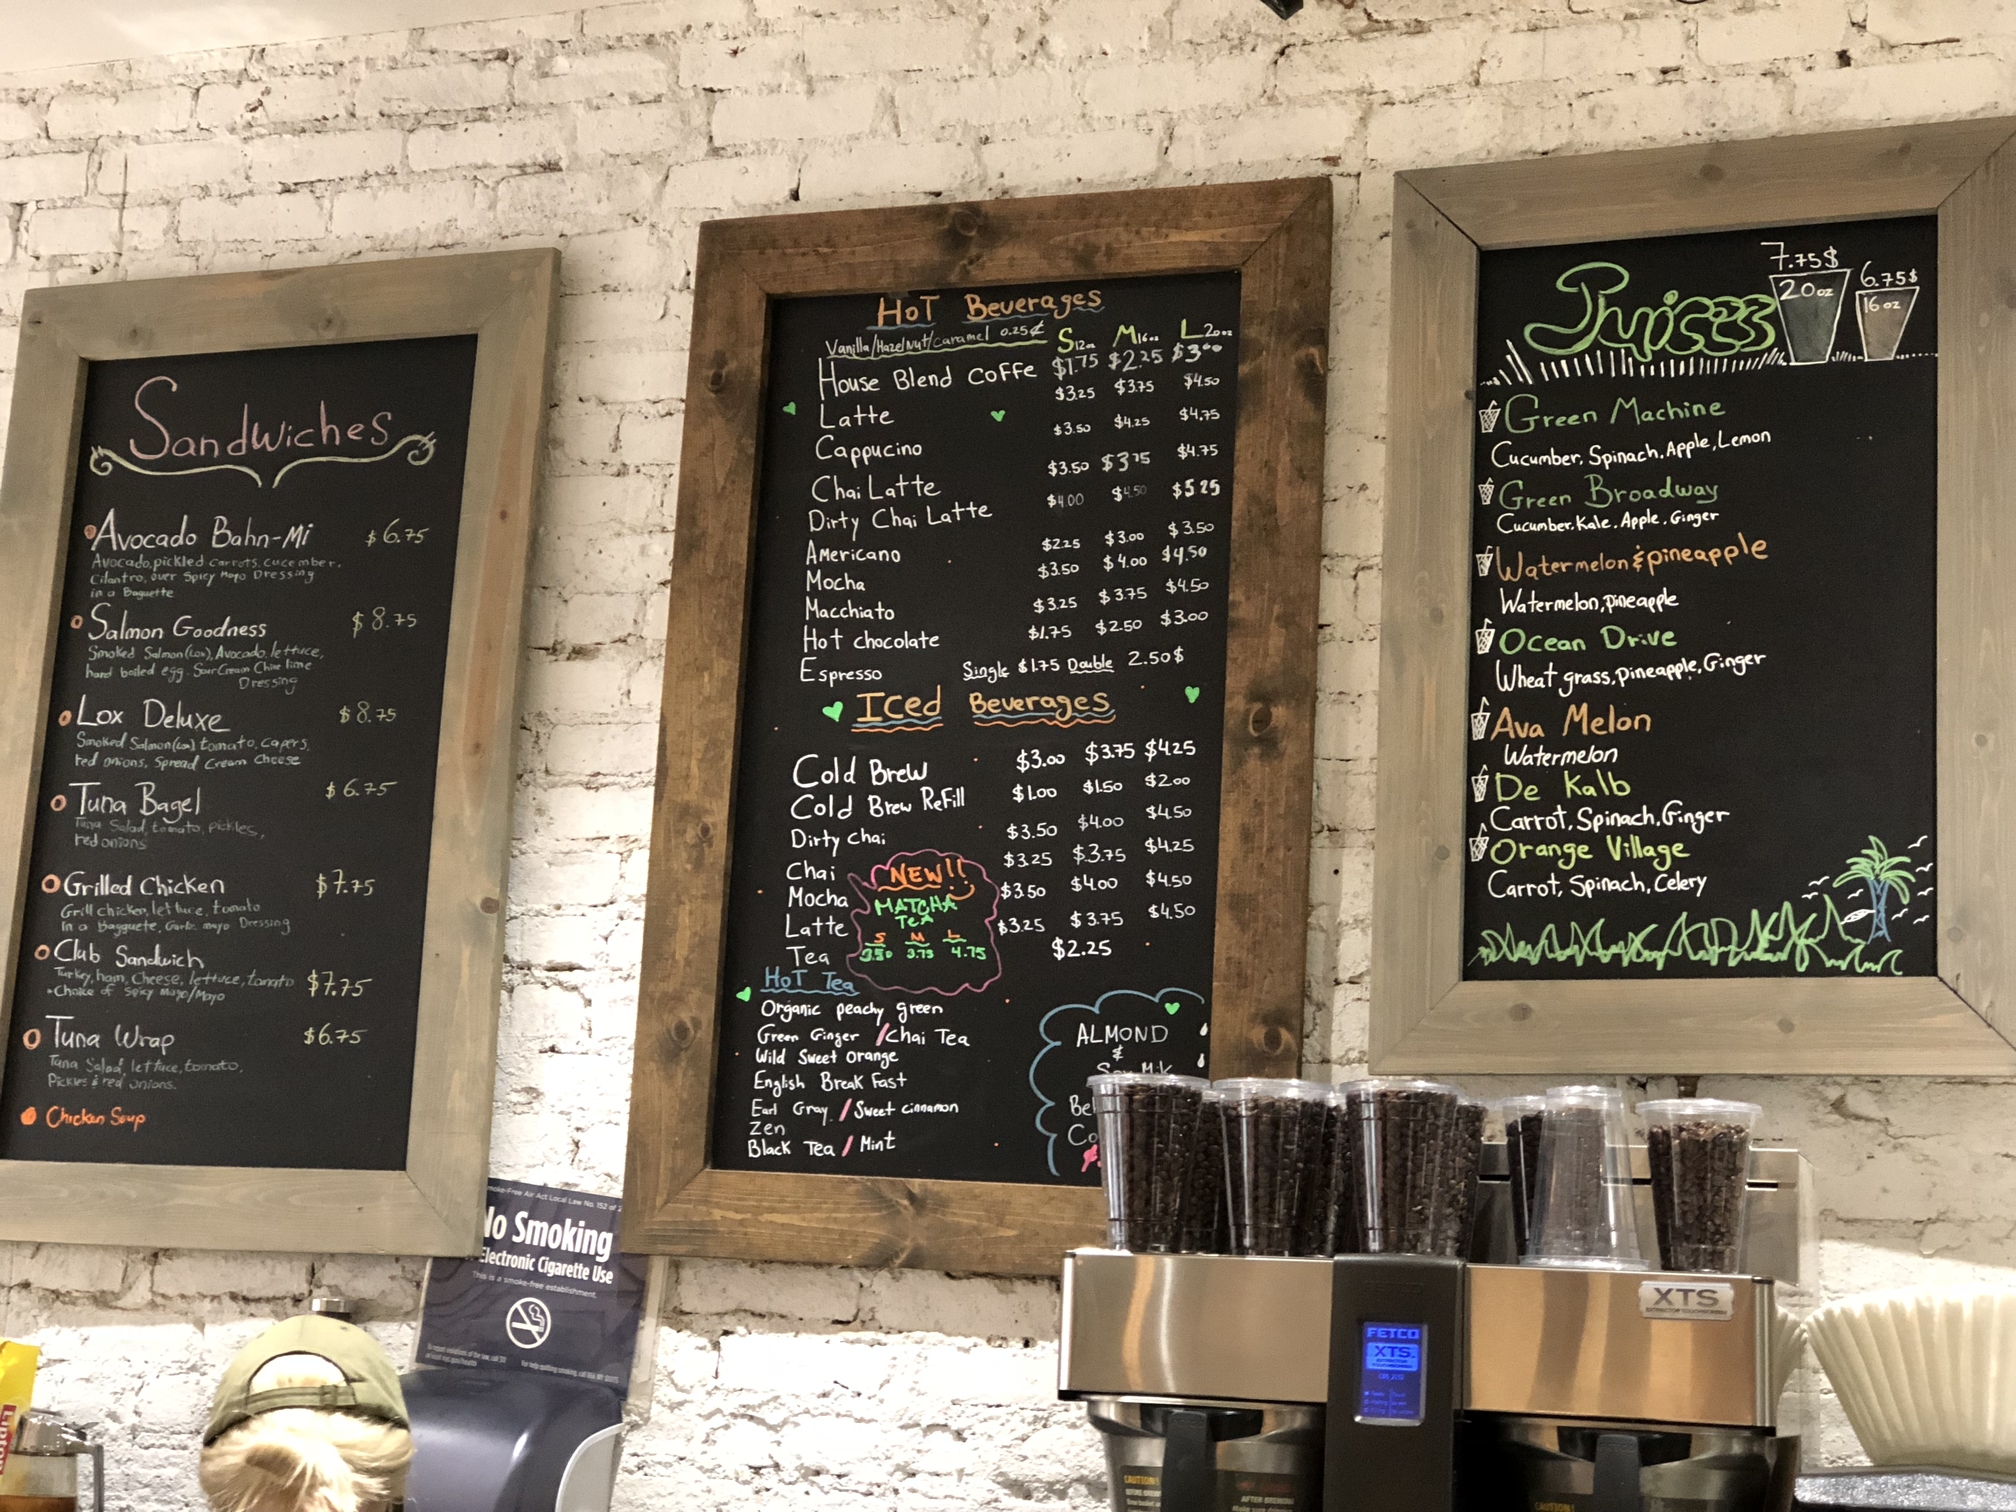 Sandwiches
Avocado Bahn-Mi $6.75
Avocado, pickled carrots, cucember,
Cilantro, over Spicy Mayo Dressing
in a Baguette
Salmon Goodness $8.75
Smoked Salmon (Lox), Avocado, lettuce,
hard boiled egg. Sour Cream Chive lime
Dressing
Lox Deluxe $8.75
Smoked Salmon (Lox) tomato, capers,
red onions, Spread Cream Cheese
Tuna Bagel $6.75
Tuna Salad, tomato, pickles,
red onions
Grilled Chicken $7.75
Grill chicken, lettuce, tomato
In a Bagguete, Garlic mayo Dressing
Club Sandwich
Turkey, ham, Cheese, lettuce, tomato $7.75
*Choice of Spicy Mayo/Mayo
Tuna Wrap $6.75
Tuna Salad, lettuce, tomato,
Pickles & red onions.
Chicken Soup
HoT Beverages
Vanilla/HazelNut/caramel 0.25¢ S12oz M16oz L20oz
House Blend Coffe $1.75 $2.25 $3.00
Latte $3.25 $3.75 $4.50
Cappucino $3.50 $4.25 $4.75
Chai Latte $3.50 $3.75 $4.75
Dirty Chai Latte $4.00 $4.50 $5.25
Americano $2.25 $3.00 $3.50
Mocha $3.50 $4.00 $4.50
Macchiato $3.25 $3.75 $4.50
Hot chocolate $1.75 $2.50 $3.00
Espresso Single $1.75 Double 2.50$
Iced Beverages
Cold Brew $3.00 $3.75 $4.25
Cold Brew Refill $1.00 $1.50 $2.00
Dirty chai $3.50 $4.00 $4.50
Chai $3.25 $3.75 $4.25
Mocha $3.50 $4.00 $4.50
Latte $3.25 $3.75 $4.50
Tea $2.25
NEW!!
MATCHA
TeA
S M L
3.50 3.75 4.75
HoT Tea
Organic peachy green
Green Ginger / Chai Tea
Wild Sweet orange
English Break Fast
Earl Gray / Sweet cinnamon
Zen
Black Tea / Mint
ALMOND
&
Soy Milk
Be
Co
Juices
7.75$
20oz
6.75$
16 oz
Green Machine
Cucumber, Spinach, Apple, Lemon
Green Broadway
Cucumber, Kale, Apple, Ginger
Watermelon & pineapple
Watermelon, pineapple
Ocean Drive
Wheat grass, pineapple, Ginger
Ava Melon
Watermelon
De Kalb
Carrot, Spinach, Ginger
Orange Village
Carrot, Spinach, Celery
Smoke-Free Air Act Local Law No. 152 of
No Smoking
Electronic Cigarette Use
This is a smoke-free establishment.
XTS
FETCO
XTS
CAUTION!
AFTER BREWING
CAUTION!
Lipton